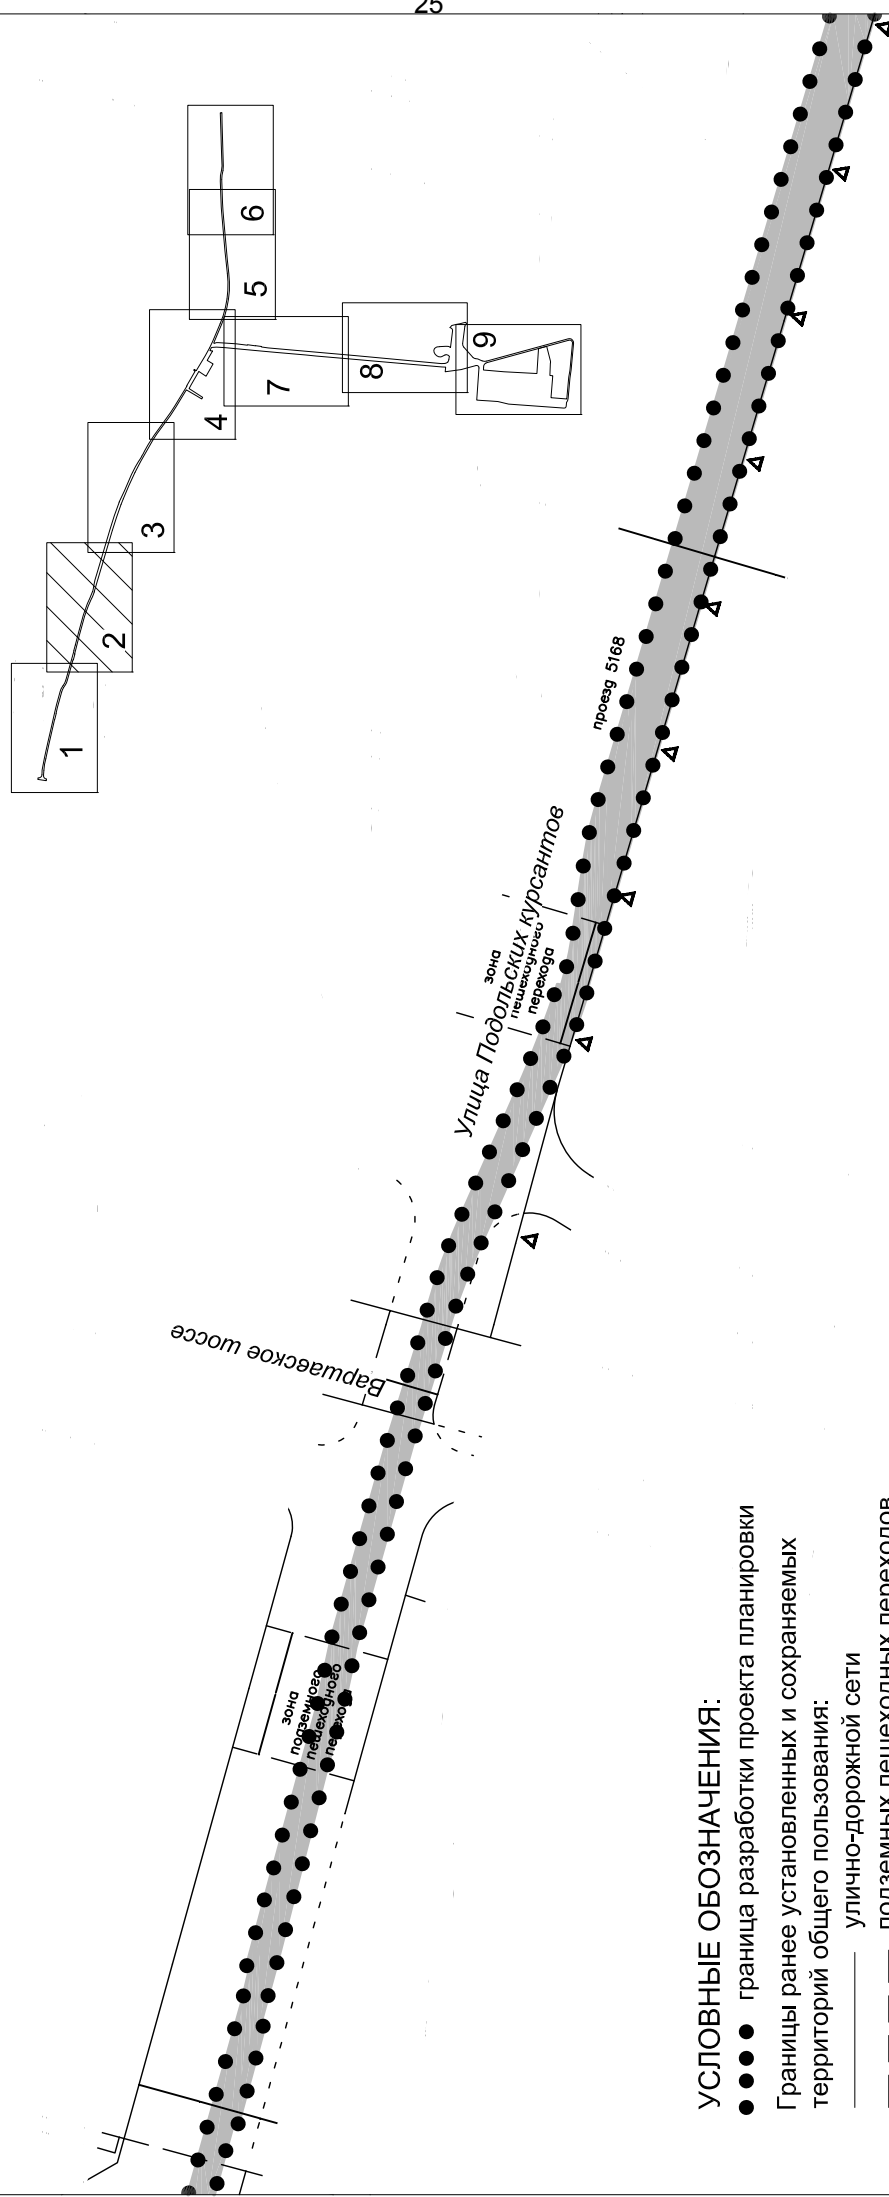 25
1
2
3
4
5
6
7
8
9
Варшавское шоссе
Улица Подольских курсантов
проезд 5168
зона
пешеходного
перехода
зона
подземного
пешеходного
перехода
УСЛОВНЫЕ ОБОЗНАЧЕНИЯ:
граница разработки проекта планировки
Границы ранее установленных и сохраняемых
территорий общего пользования:
улично-дорожной сети
подземных пешеходных переходов